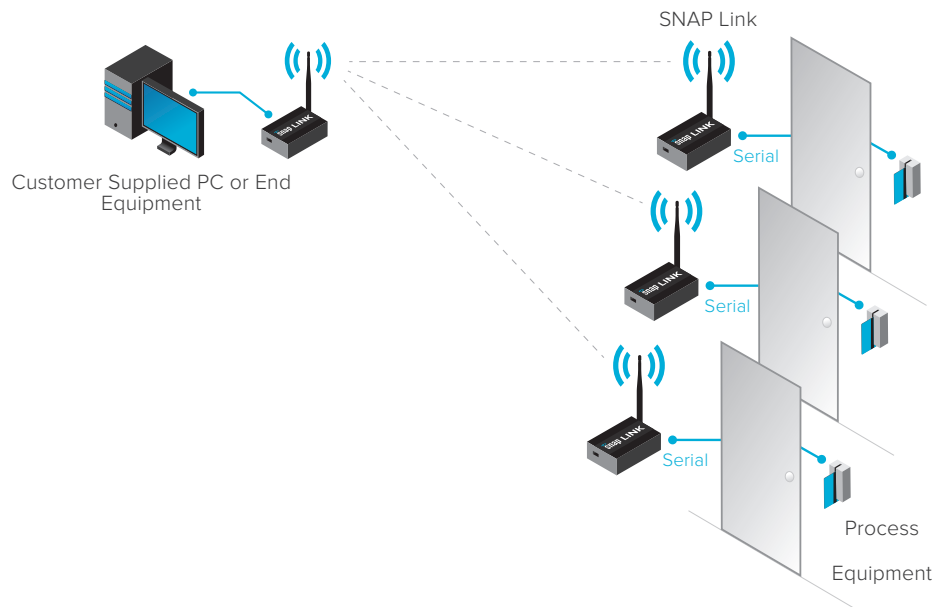 SNAP Link
snap LINK
snap LINK
Serial
Customer Supplied PC or End
Equipment
snap LINK
Serial
snap LINK
Serial
Process
Equipment